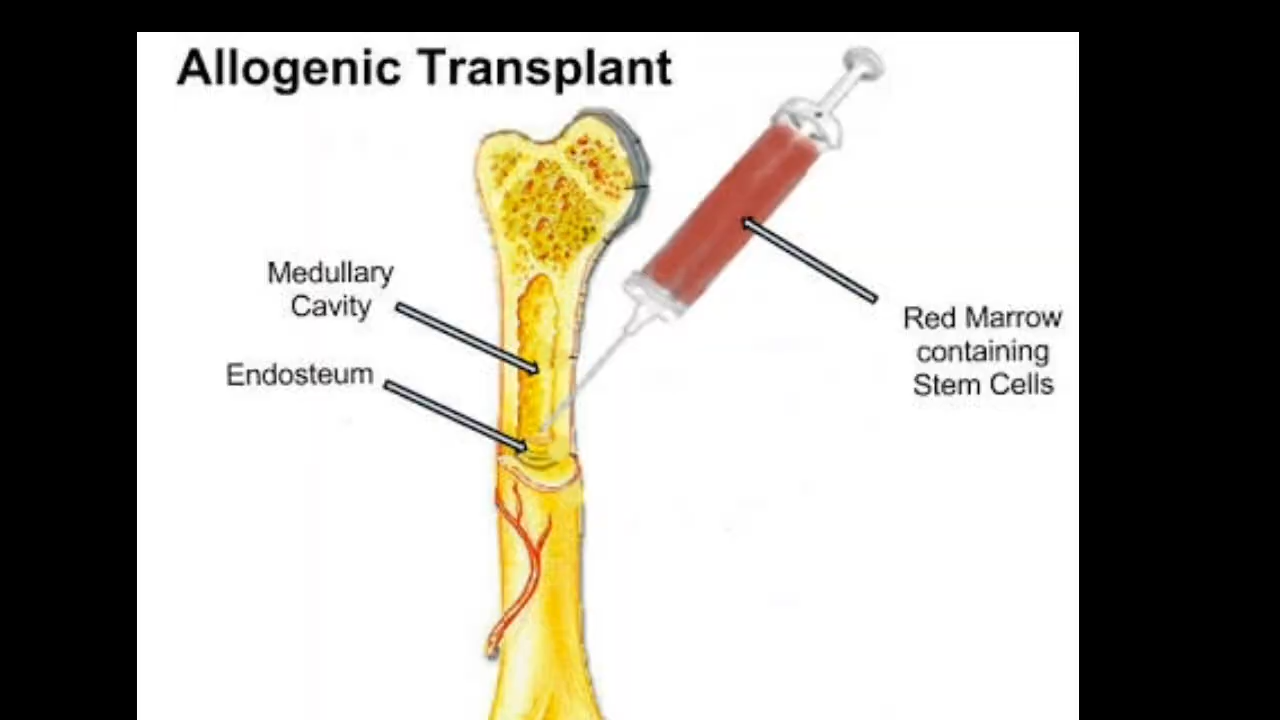 Allogenic Transplant
Medullary
Cavity
Endosteum
Red Marrow
containing
Stem Cells